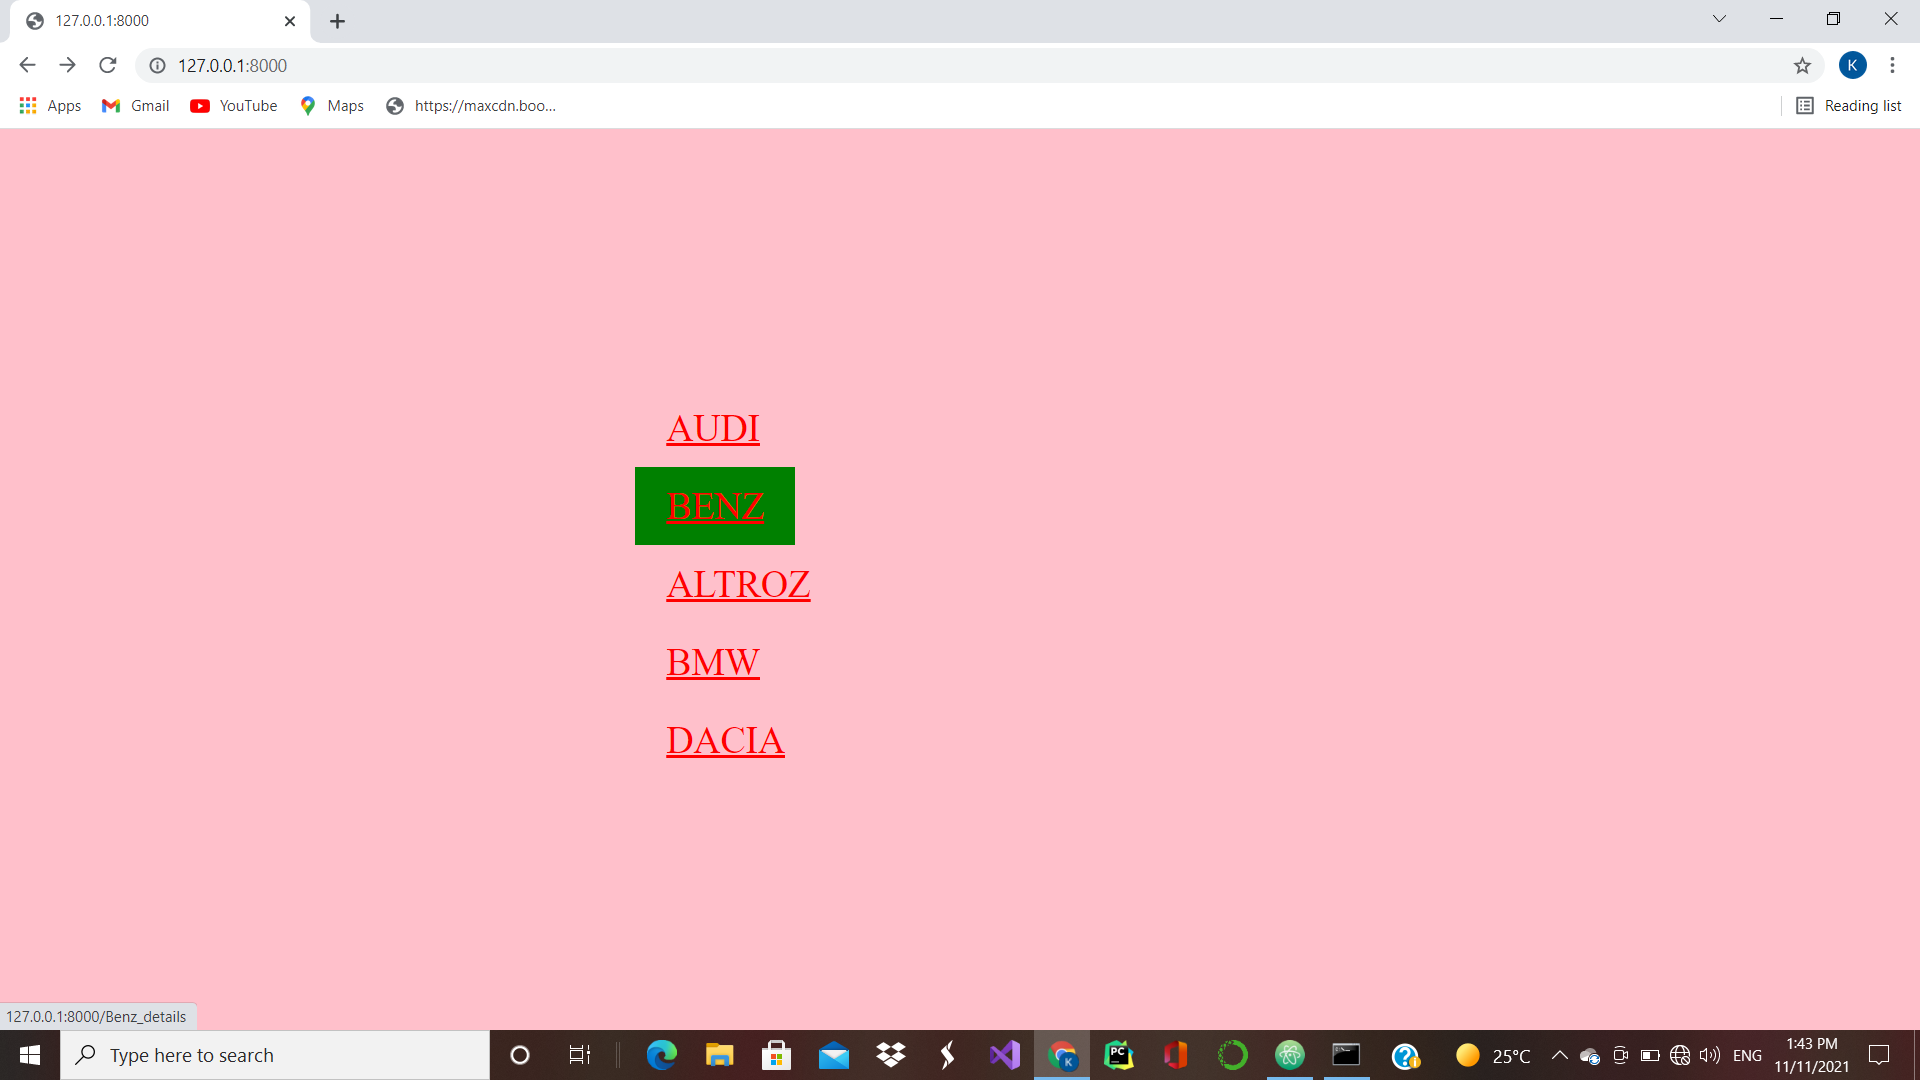 127.0.0.1:8000
127.0.0.1:8000
K
Apps Gmail YouTube Maps https://maxcdn.boo... Reading list
AUDI
BENZ
ALTROZ
BMW
DACIA
127.0.0.1:8000/Benz_details
Type here to search
PC
K
25°C
ENG
1:43 PM
11/11/2021